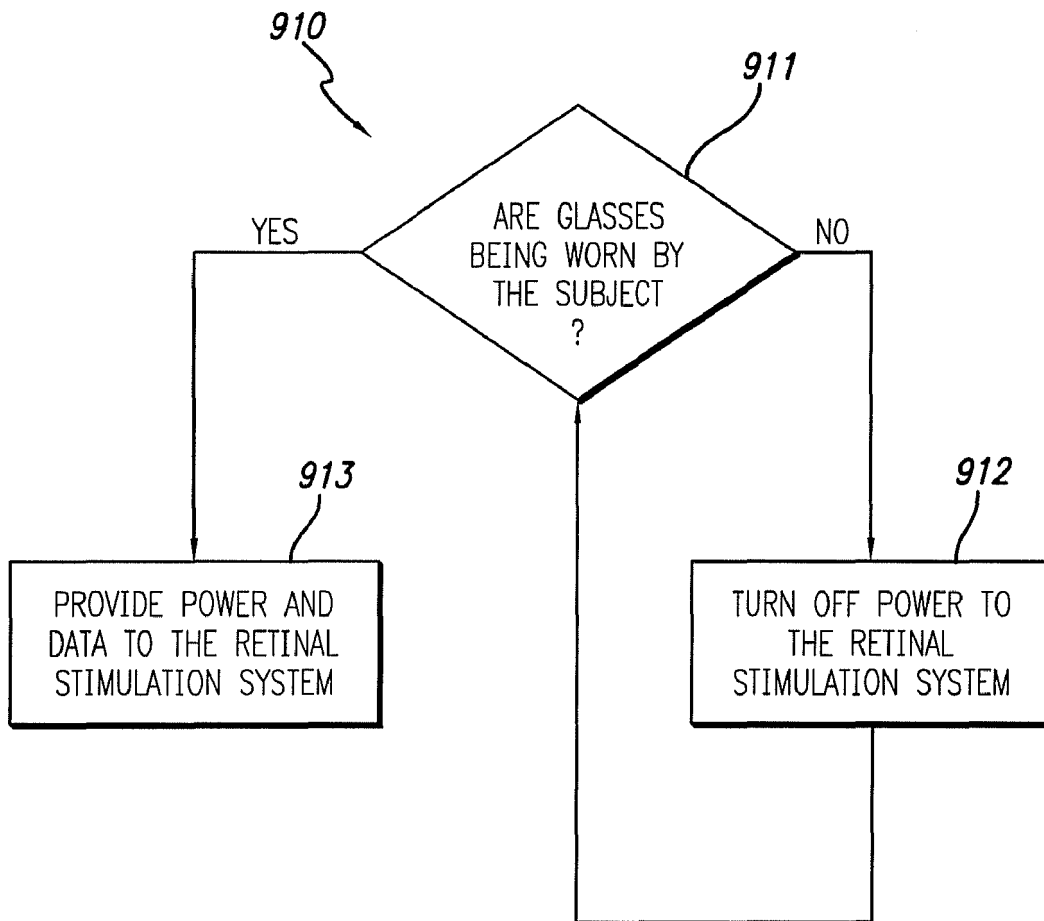 910
911
ARE GLASSES
BEING WORN BY
THE SUBJECT
?
YES
NO
913
912
PROVIDE POWER AND
DATA TO THE RETINAL
STIMULATION SYSTEM
TURN OFF POWER TO
THE RETINAL
STIMULATION SYSTEM